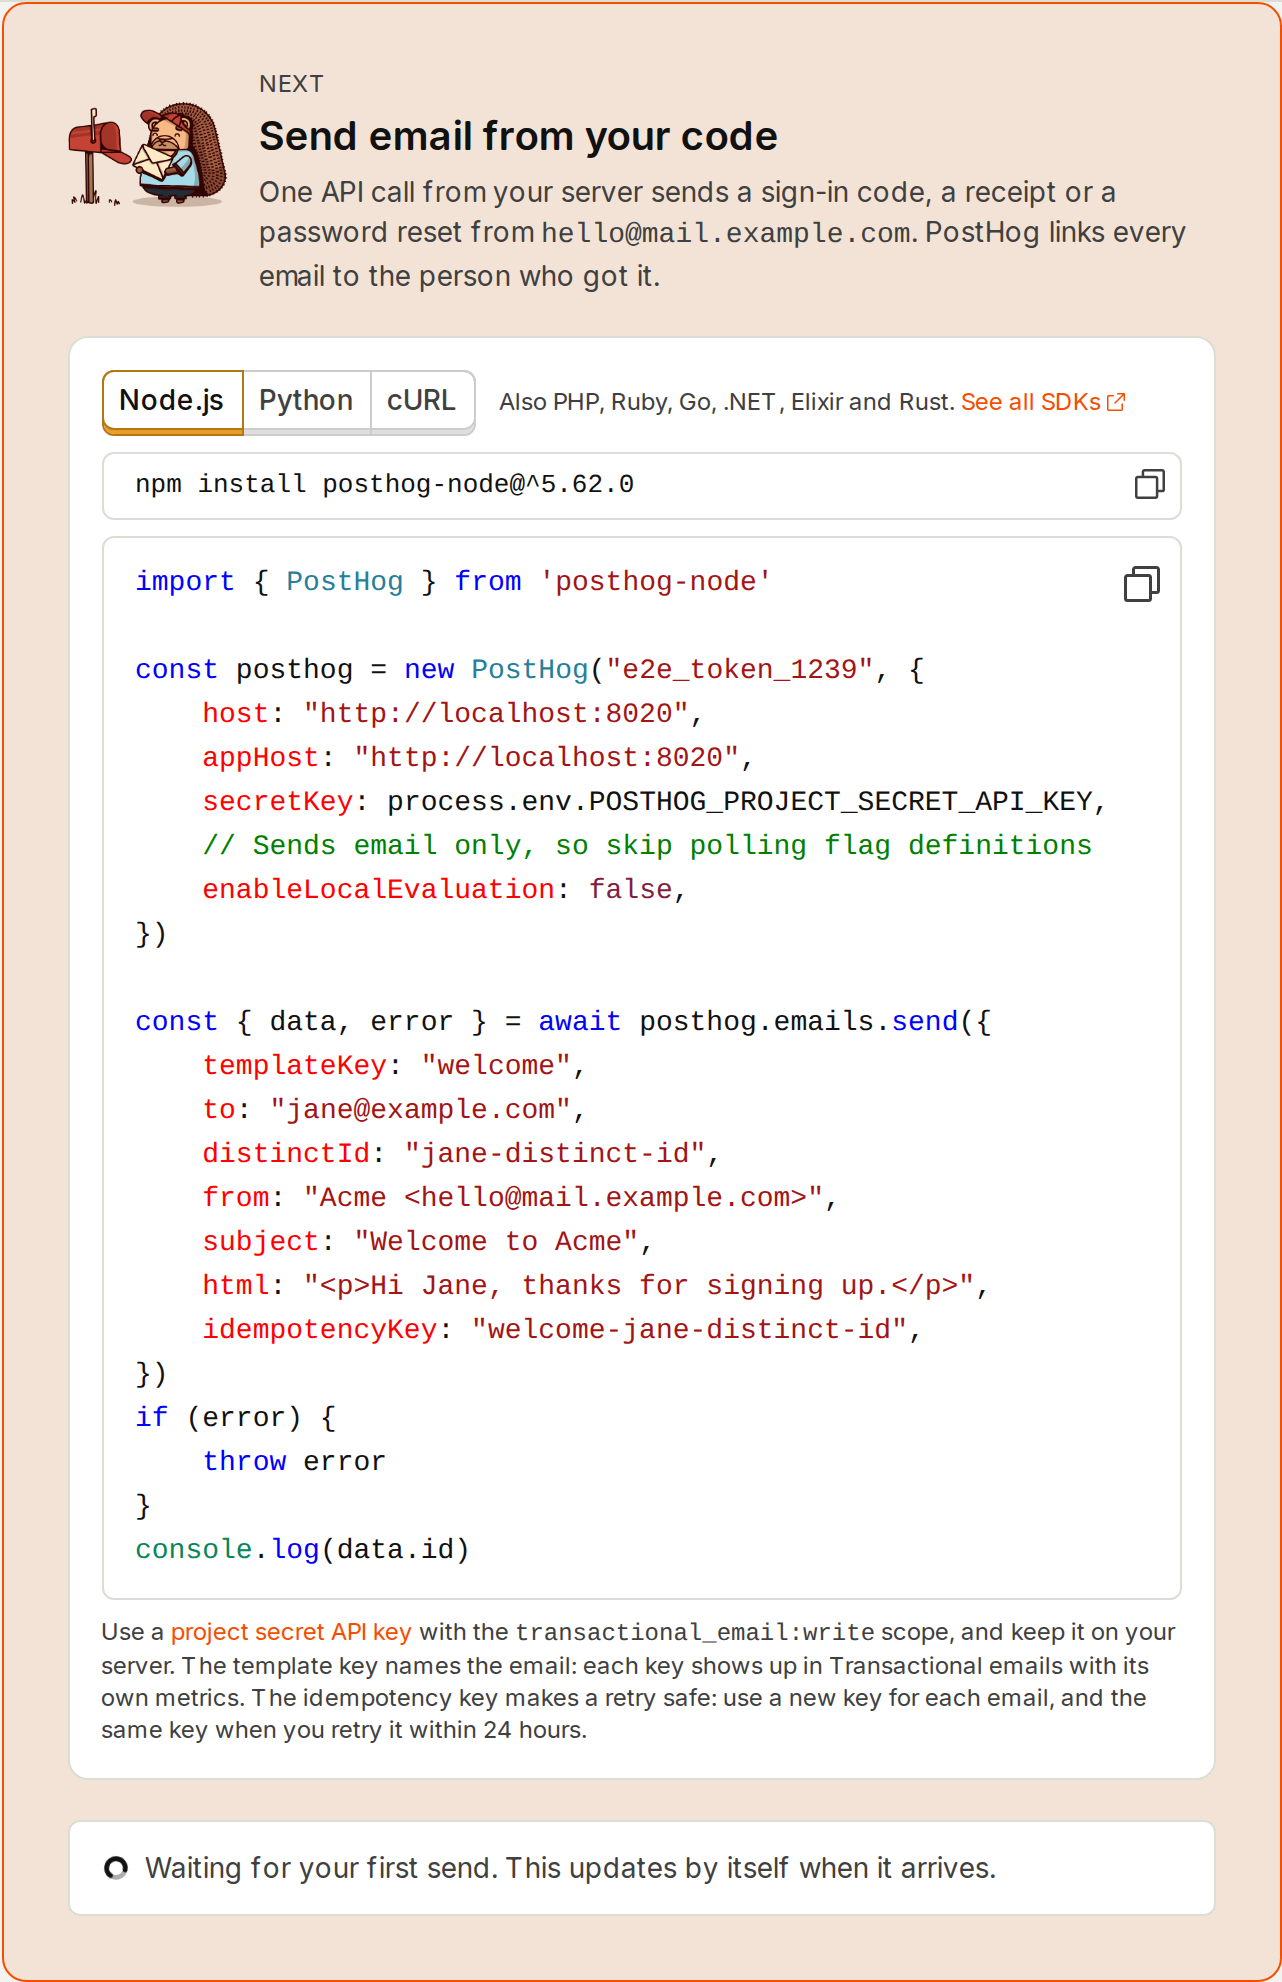 NEXT
Send email from your code
One API call from your server sends a sign-in code, a receipt or a
password reset from hello@mail.example.com. PostHog links every
email to the person who got it.
Node.js Python cURL Also PHP, Ruby, Go, .NET, Elixir and Rust. See all SDKs
npm install posthog-node@^5.62.0
import { PostHog } from 'posthog-node'
const posthog = new PostHog("e2e_token_1239", {
    host: "http://localhost:8020",
    appHost: "http://localhost:8020",
    secretKey: process.env.POSTHOG_PROJECT_SECRET_API_KEY,
    // Sends email only, so skip polling flag definitions
    enableLocalEvaluation: false,
})
const { data, error } = await posthog.emails.send({
    templateKey: "welcome",
    to: "jane@example.com",
    distinctId: "jane-distinct-id",
    from: "Acme <hello@mail.example.com>",
    subject: "Welcome to Acme",
    html: "<p>Hi Jane, thanks for signing up.</p>",
    idempotencyKey: "welcome-jane-distinct-id",
})
if (error) {
    throw error
}
console.log(data.id)
Use a project secret API key with the transactional_email:write scope, and keep it on your
server. The template key names the email: each key shows up in Transactional emails with its
own metrics. The idempotency key makes a retry safe: use a new key for each email, and the
same key when you retry it within 24 hours.
Waiting for your first send. This updates by itself when it arrives.